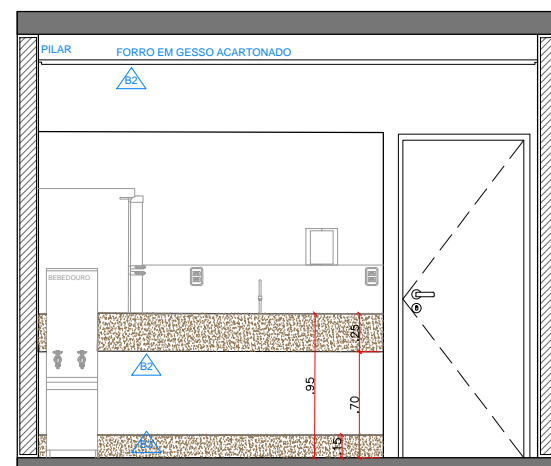 PILAR
FORRO EM GESSO ACARTONADO
B2
BEBEDOURO
.25
B2
.95
.70
.15